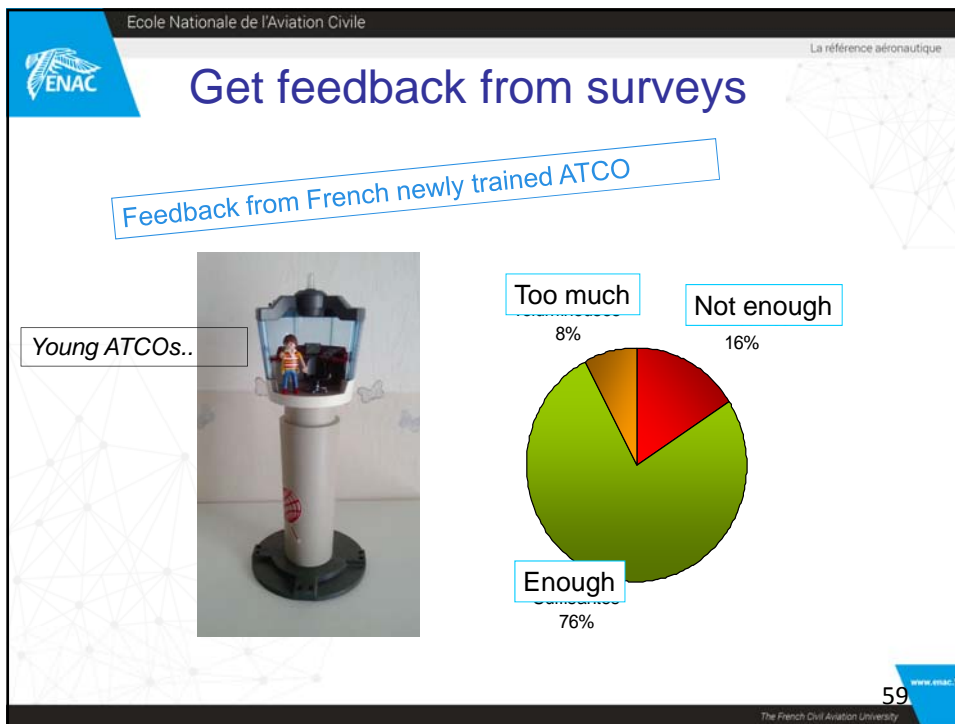 Ecole Nationale de l'Aviation Civile
La référence aéronautique
ENAC
Get feedback from surveys
Feedback from French newly trained ATCO
Young ATCOs..
Too much
8%
Not enough
16%
Enough
76%
59
www.enac.
The French Civil Aviation University